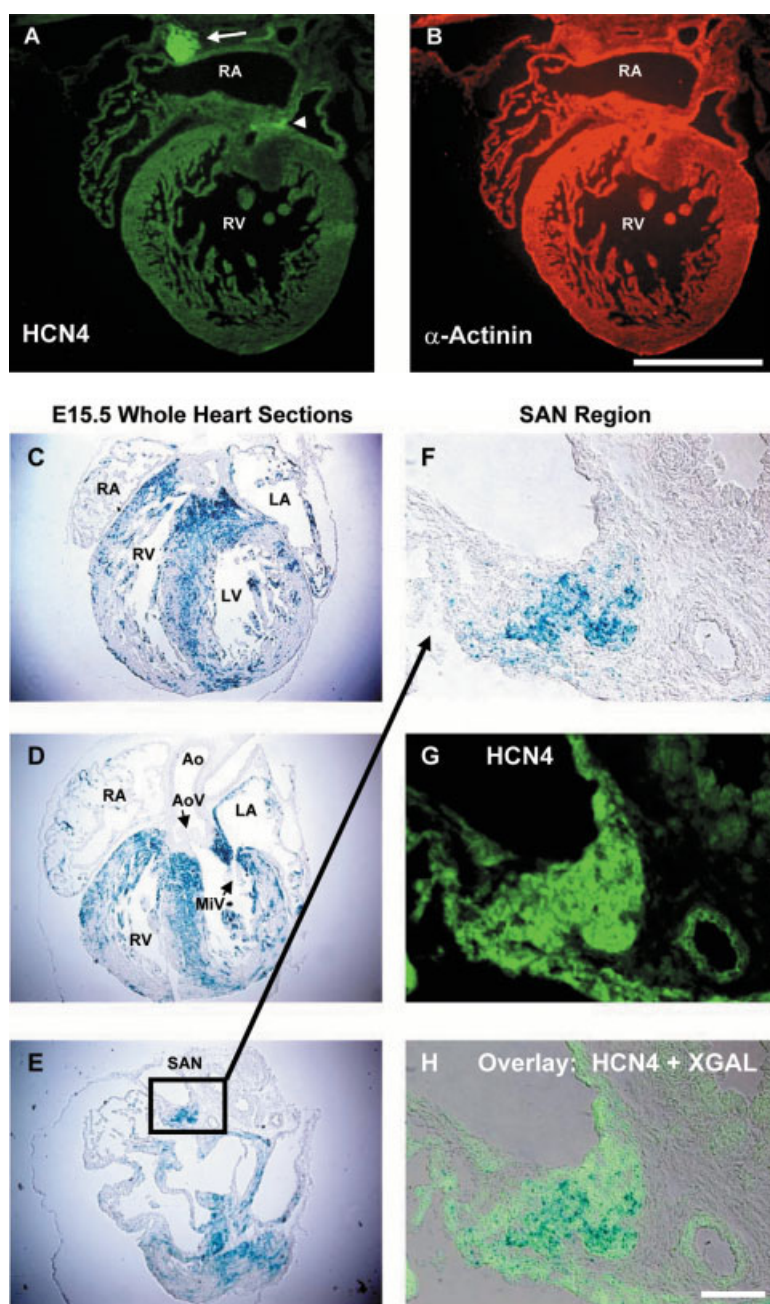 A
RA
RV
HCN4
B
RA
RV
α-Actinin
E15.5 Whole Heart Sections
SAN Region
C
RA
LA
RV
LV
F
D
Ao
AoV
RA
LA
MiV
RV
G
HCN4
E
SAN
H
Overlay: HCN4 + XGAL